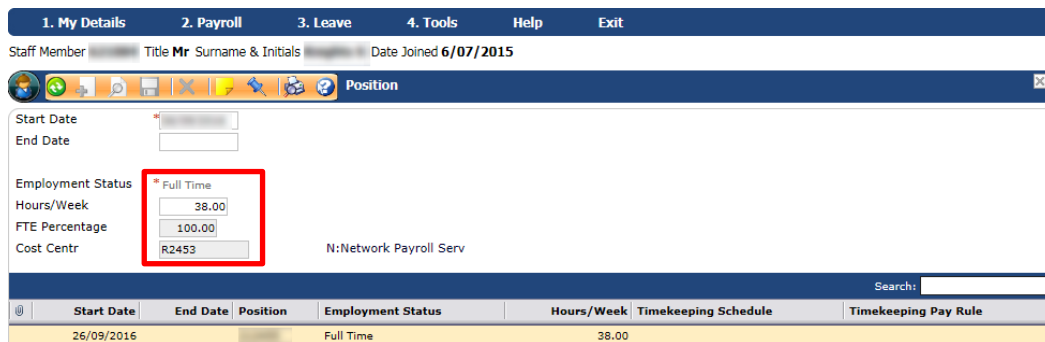 1. My Details 2. Payroll 3. Leave 4. Tools Help Exit
Staff Member Title Mr Surname & Initials Date Joined 6/07/2015
Position
Start Date *
End Date
Employment Status * Full Time
Hours/Week 38.00
FTE Percentage 100.00
Cost Centr R2453 N:Network Payroll Serv
Search:
Start Date End Date Position Employment Status Hours/Week Timekeeping Schedule Timekeeping Pay Rule
26/09/2016 Full Time 38.00